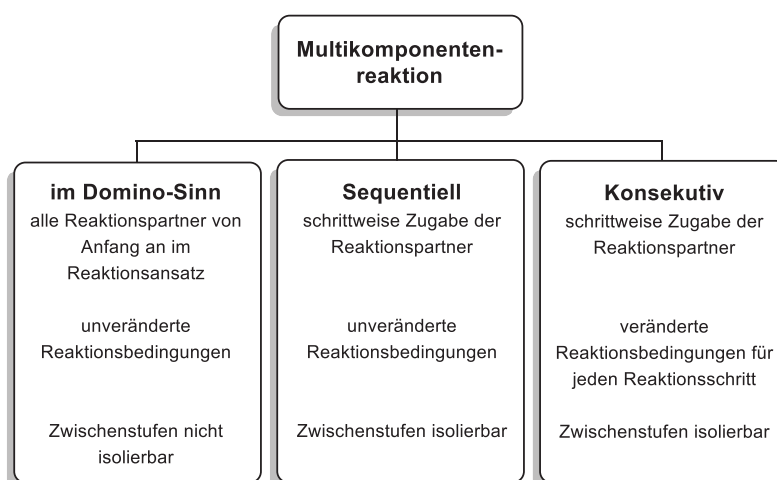 Multikomponenten-
reaktion
im Domino-Sinn
alle Reaktionspartner von
Anfang an im
Reaktionsansatz
unveränderte
Reaktionsbedingungen
Zwischenstufen nicht
isolierbar
Sequentiell
schrittweise Zugabe der
Reaktionspartner
unveränderte
Reaktionsbedingungen
Zwischenstufen isolierbar
Konsekutiv
schrittweise Zugabe der
Reaktionspartner
veränderte
Reaktionsbedingungen für
jeden Reaktionsschritt
Zwischenstufen isolierbar